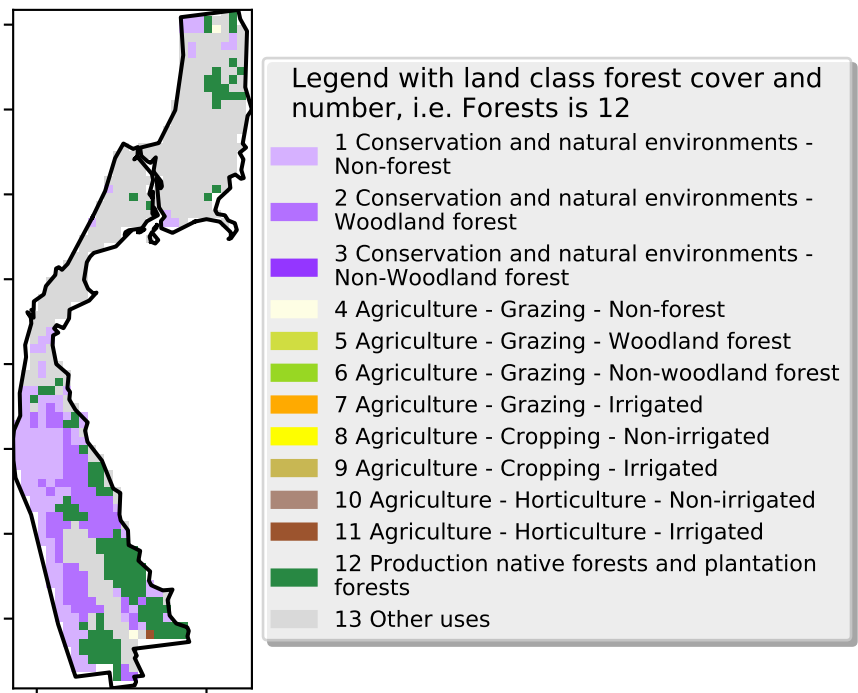 Legend with land class forest cover and
number, i.e. Forests is 12
1 Conservation and natural environments -
Non-forest
2 Conservation and natural environments -
Woodland forest
3 Conservation and natural environments -
Non-Woodland forest
4 Agriculture - Grazing - Non-forest
5 Agriculture - Grazing - Woodland forest
6 Agriculture - Grazing - Non-woodland forest
7 Agriculture - Grazing - Irrigated
8 Agriculture - Cropping - Non-irrigated
9 Agriculture - Cropping - Irrigated
10 Agriculture - Horticulture - Non-irrigated
11 Agriculture - Horticulture - Irrigated
12 Production native forests and plantation
forests
13 Other uses